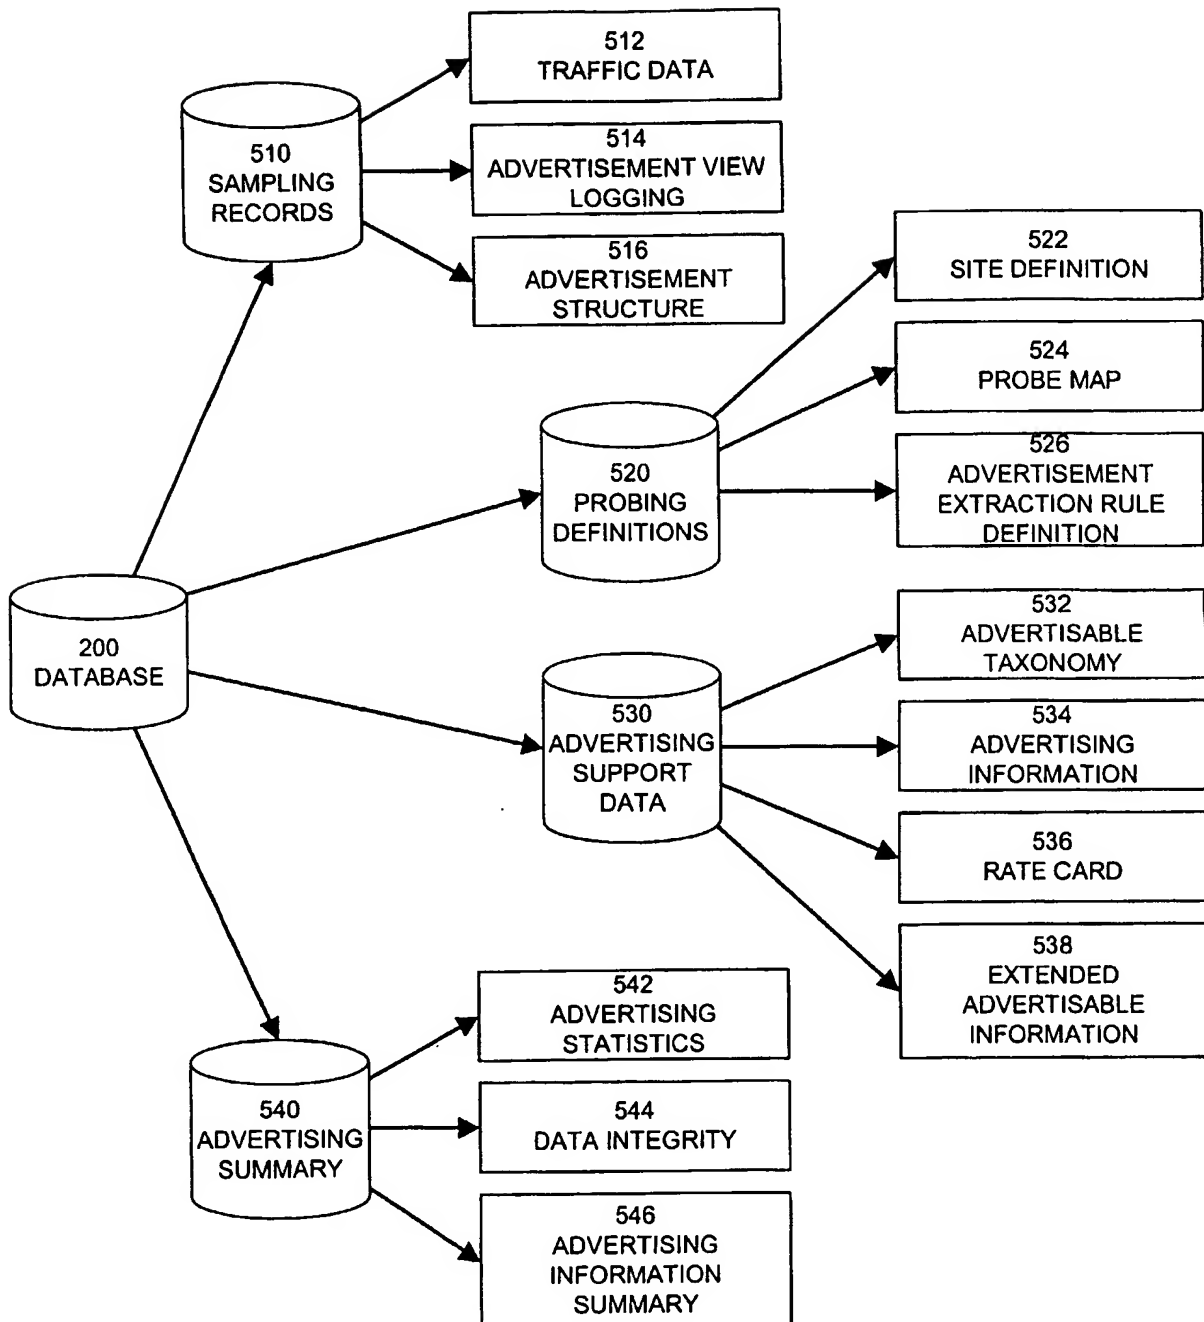 512
TRAFFIC DATA
514
ADVERTISEMENT VIEW
LOGGING
516
ADVERTISEMENT
STRUCTURE
510
SAMPLING
RECORDS
522
SITE DEFINITION
524
PROBE MAP
526
ADVERTISEMENT
EXTRACTION RULE
DEFINITION
520
PROBING
DEFINITIONS
200
DATABASE
532
ADVERTISABLE
TAXONOMY
534
ADVERTISING
INFORMATION
536
RATE CARD
538
EXTENDED
ADVERTISABLE
INFORMATION
530
ADVERTISING
SUPPORT
DATA
542
ADVERTISING
STATISTICS
544
DATA INTEGRITY
546
ADVERTISING
INFORMATION
SUMMARY
540
ADVERTISING
SUMMARY